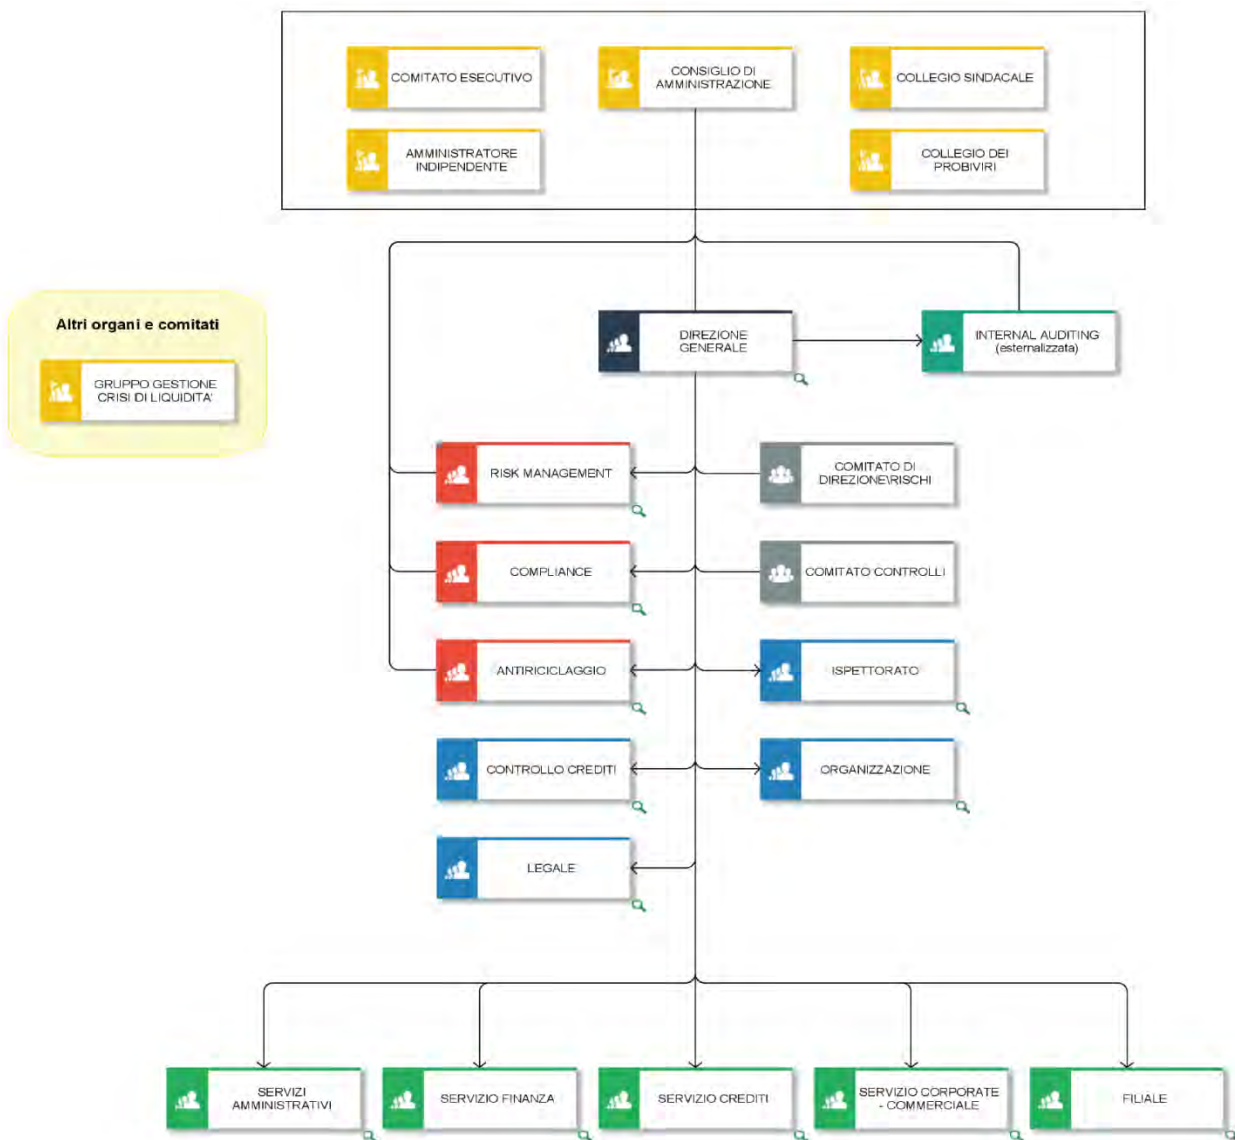 COMITATO ESECUTIVO
CONSIGLIO DI
AMMINISTRAZIONE
COLLEGIO SINDACALE
AMMINISTRATORE
INDIPENDENTE
COLLEGIO DEI
PROBIVIRI
Altri organi e comitati
GRUPPO GESTIONE
CRISI DI LIQUIDITA'
DIREZIONE
GENERALE
INTERNAL AUDITING
(esternalizzata)
RISK MANAGEMENT
COMITATO DI
DIREZIONE\RISCHI
COMPLIANCE
COMITATO CONTROLLI
ANTIRICICLAGGIO
ISPETTORATO
CONTROLLO CREDITI
ORGANIZZAZIONE
LEGALE
SERVIZI
AMMINISTRATIVI
SERVIZIO FINANZA
SERVIZIO CREDITI
SERVIZIO CORPORATE
- COMMERCIALE
FILIALE